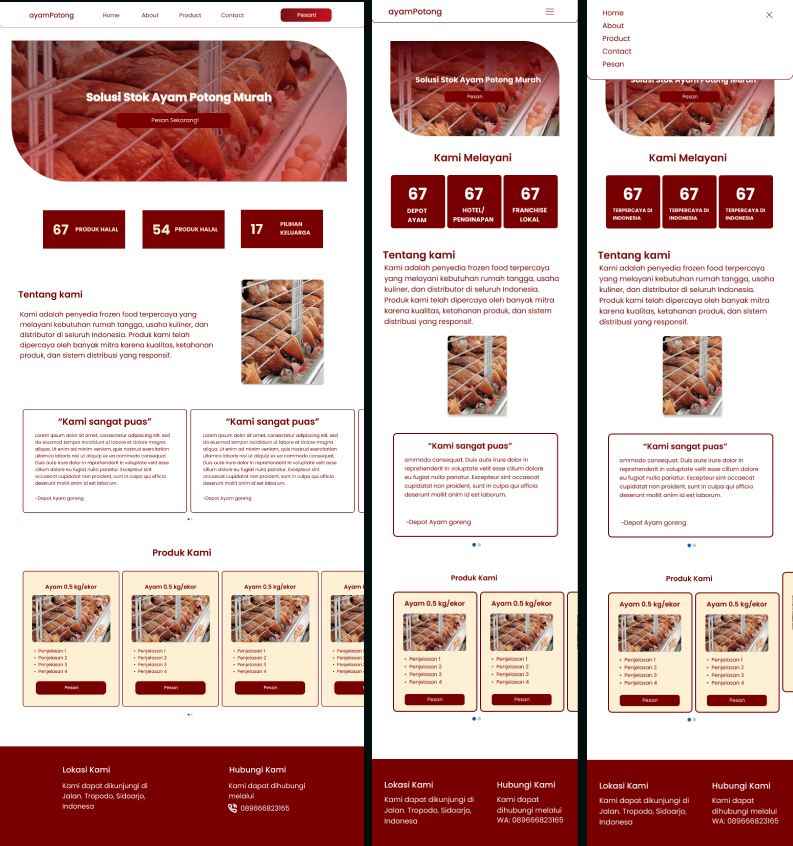 ayamPotong
Home
About
Product
Contact
Pesan!
Solusi Stok Ayam Potong Murah
Pesan Sekarang!
67 PRODUK HALAL
54 PRODUK HALAL
17 PILIHAN
KELUARGA
Tentang kami
Kami adalah penyedia frozen food terpercaya yang
melayani kebutuhan rumah tangga, usaha kuliner, dan
distributor di seluruh Indonesia. Produk kami telah
dipercaya oleh banyak mitra karena kualitas, ketahanan
produk, dan sistem distribusi yang responsif.
“Kami sangat puas”
Lorem ipsum dolor sit amet, consectetur adipiscing elit, sed
do eiusmod tempor incididunt ut labore et dolore magna
aliqua. Ut enim ad minim veniam, quis nostrud exercitation
ullamco laboris nisi ut aliquip ex ea commodo consequat.
Duis aute irure dolor in reprehenderit in voluptate velit esse
cillum dolore eu fugiat nulla pariatur. Excepteur sint
occaecat cupidatat non proident, sunt in culpa qui officia
deserunt mollit anim id est laborum.
-Depot Ayam goreng
“Kami sangat puas”
Lorem ipsum dolor sit amet, consectetur adipiscing elit, sed
do eiusmod tempor incididunt ut labore et dolore magna
aliqua. Ut enim ad minim veniam, quis nostrud exercitation
ullamco laboris nisi ut aliquip ex ea commodo consequat.
Duis aute irure dolor in reprehenderit in voluptate velit esse
cillum dolore eu fugiat nulla pariatur. Excepteur sint
occaecat cupidatat non proident, sunt in culpa qui officia
deserunt mollit anim id est laborum.
-Depot Ayam goreng
Produk Kami
Ayam 0.5 kg/ekor
• Penjelasan 1
• Penjelasan 2
• Penjelasan 3
• Penjelasan 4
Pesan
Ayam 0.5 kg/ekor
• Penjelasan 1
• Penjelasan 2
• Penjelasan 3
• Penjelasan 4
Pesan
Ayam 0.5 kg/ekor
• Penjelasan 1
• Penjelasan 2
• Penjelasan 3
• Penjelasan 4
Pesan
Ayam 0.5 k
• Penjelasan 1
• Penjelasan 2
• Penjelasan 3
• Penjelasan 4
Lokasi Kami
Kami dapat dikunjungi di
Jalan. Tropodo, Sidoarjo,
Indonesa
Hubungi Kami
Kami dapat dihubungi
melalui
089666823165
ayamPotong
Solusi Stok Ayam Potong Murah
Pesan
Kami Melayani
67
DEPOT
AYAM
67
HOTEL/
PENGINAPAN
67
FRANCHISE
LOKAL
Tentang kami
Kami adalah penyedia frozen food terpercaya
yang melayani kebutuhan rumah tangga, usaha
kuliner, dan distributor di seluruh Indonesia.
Produk kami telah dipercaya oleh banyak mitra
karena kualitas, ketahanan produk, dan sistem
distribusi yang responsif.
“Kami sangat puas”
ommodo consequat. Duis aute irure dolor in
reprehenderit in voluptate velit esse cillum dolore
eu fugiat nulla pariatur. Excepteur sint occaecat
cupidatat non proident, sunt in culpa qui officia
deserunt mollit anim id est laborum.
-Depot Ayam goreng
Produk Kami
Ayam 0.5 kg/ekor
• Penjelasan 1
• Penjelasan 2
• Penjelasan 3
• Penjelasan 4
Pesan
Ayam 0.5 kg/ekor
• Penjelasan 1
• Penjelasan 2
• Penjelasan 3
• Penjelasan 4
Pesan
Lokasi Kami
Kami dapat dikunjungi di
Jalan. Tropodo, Sidoarjo,
Indonesa
Hubungi Kami
Kami dapat
dihubungi melalui
WA: 089666823165
Home
About
Product
Contact
Pesan
Solusi Stok Ayam Potong Murah
Pesan
Kami Melayani
67
TERPERCAYA DI
INDONESIA
67
TERPERCAYA DI
INDONESIA
67
TERPERCAYA DI
INDONESIA
Tentang kami
Kami adalah penyedia frozen food terpercaya
yang melayani kebutuhan rumah tangga, usaha
kuliner, dan distributor di seluruh Indonesia.
Produk kami telah dipercaya oleh banyak mitra
karena kualitas, ketahanan produk, dan sistem
distribusi yang responsif.
“Kami sangat puas”
ommodo consequat. Duis aute irure dolor in
reprehenderit in voluptate velit esse cillum dolore
eu fugiat nulla pariatur. Excepteur sint occaecat
cupidatat non proident, sunt in culpa qui officia
deserunt mollit anim id est laborum.
-Depot Ayam goreng
Produk Kami
Ayam 0.5 kg/ekor
• Penjelasan 1
• Penjelasan 2
• Penjelasan 3
• Penjelasan 4
Pesan
Ayam 0.5 kg/ekor
• Penjelasan 1
• Penjelasan 2
• Penjelasan 3
• Penjelasan 4
Pesan
Lokasi Kami
Kami dapat dikunjungi di
Jalan. Tropodo, Sidoarjo,
Indonesa
Hubungi Kami
Kami dapat
dihubungi melalui
WA: 089666823165